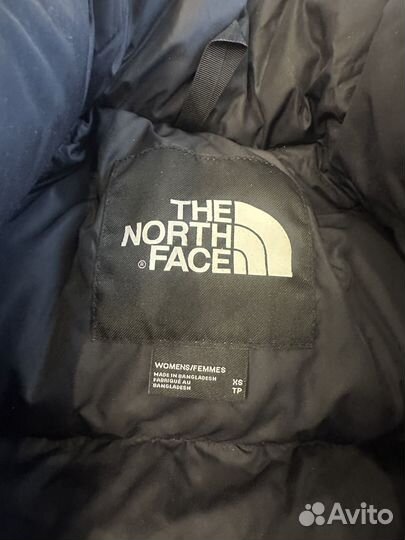 THE
NORTH
® FACE
WOMENS/FEMMES
MADE IN BANGLADESH
FABRIQUÉ AU
BANGLADESH
XS
TP
Avito